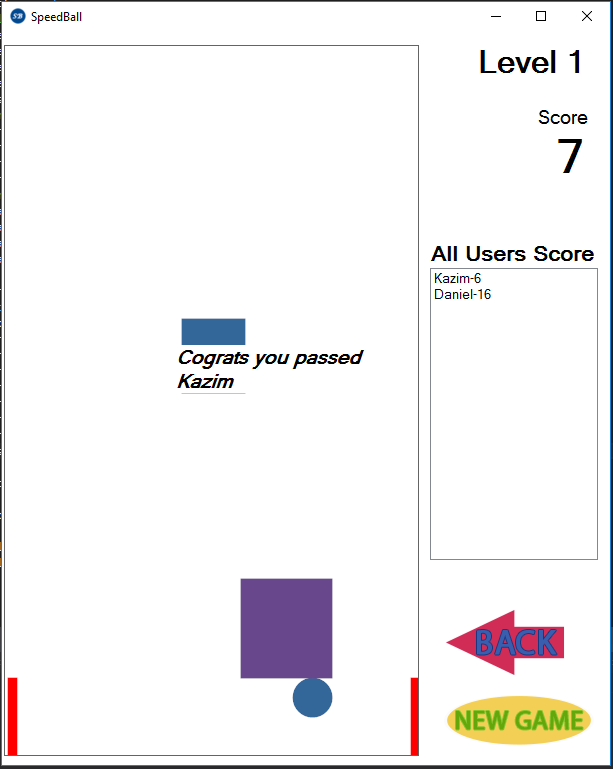 SpeedBall
Level 1
Score
7
All Users Score
Kazim-6
Daniel-16
Cograts you passed
Kazim
BACK
NEW GAME